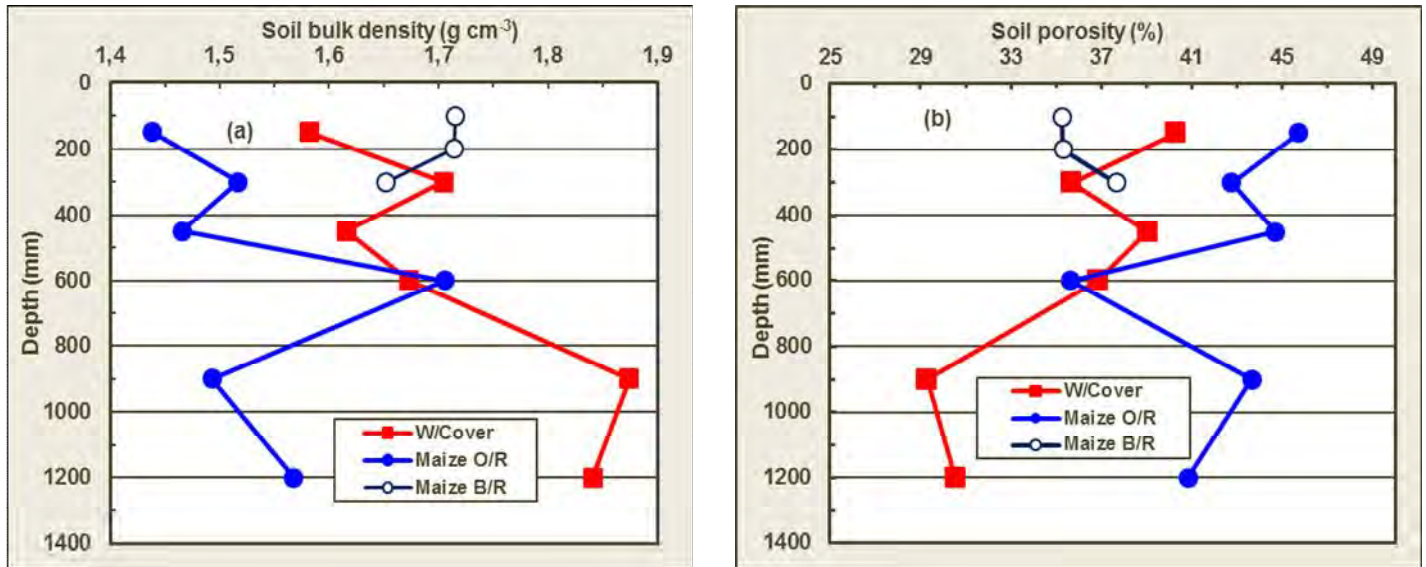 Soil bulk density (g cm-3)
1,4 1,5 1,6 1,7 1,8 1,9
0
200
400
600
800
1000
1200
1400
Depth (mm)
(a)
W/Cover
Maize O/R
Maize B/R
Soil porosity (%)
25 29 33 37 41 45 49
0
200
400
600
800
1000
1200
1400
Depth (mm)
(b)
W/Cover
Maize O/R
Maize B/R